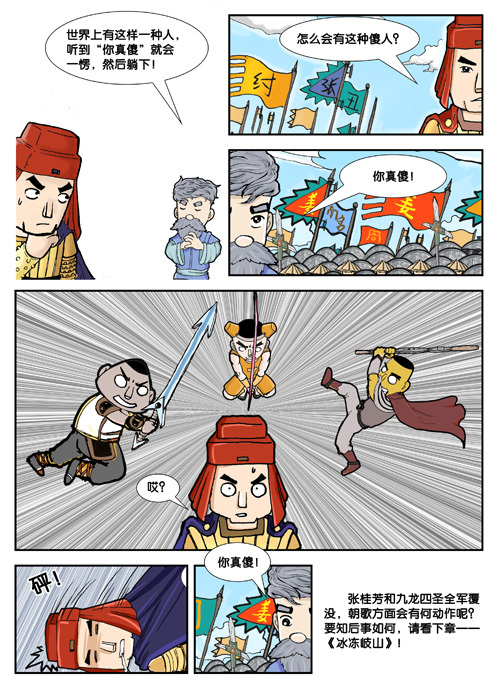 世界上有这样一种人，
听到“你真傻”就会
一愣，然后躺下！
怎么会有这种傻人？
纣
张
丑
你真傻！
姜
姜
周
哎？
砰！
你真傻！
姜
张桂芳和九龙四圣全军覆
没，朝歌方面会有何动作呢？
要知后事如何，请看下章——
《冰冻岐山》！